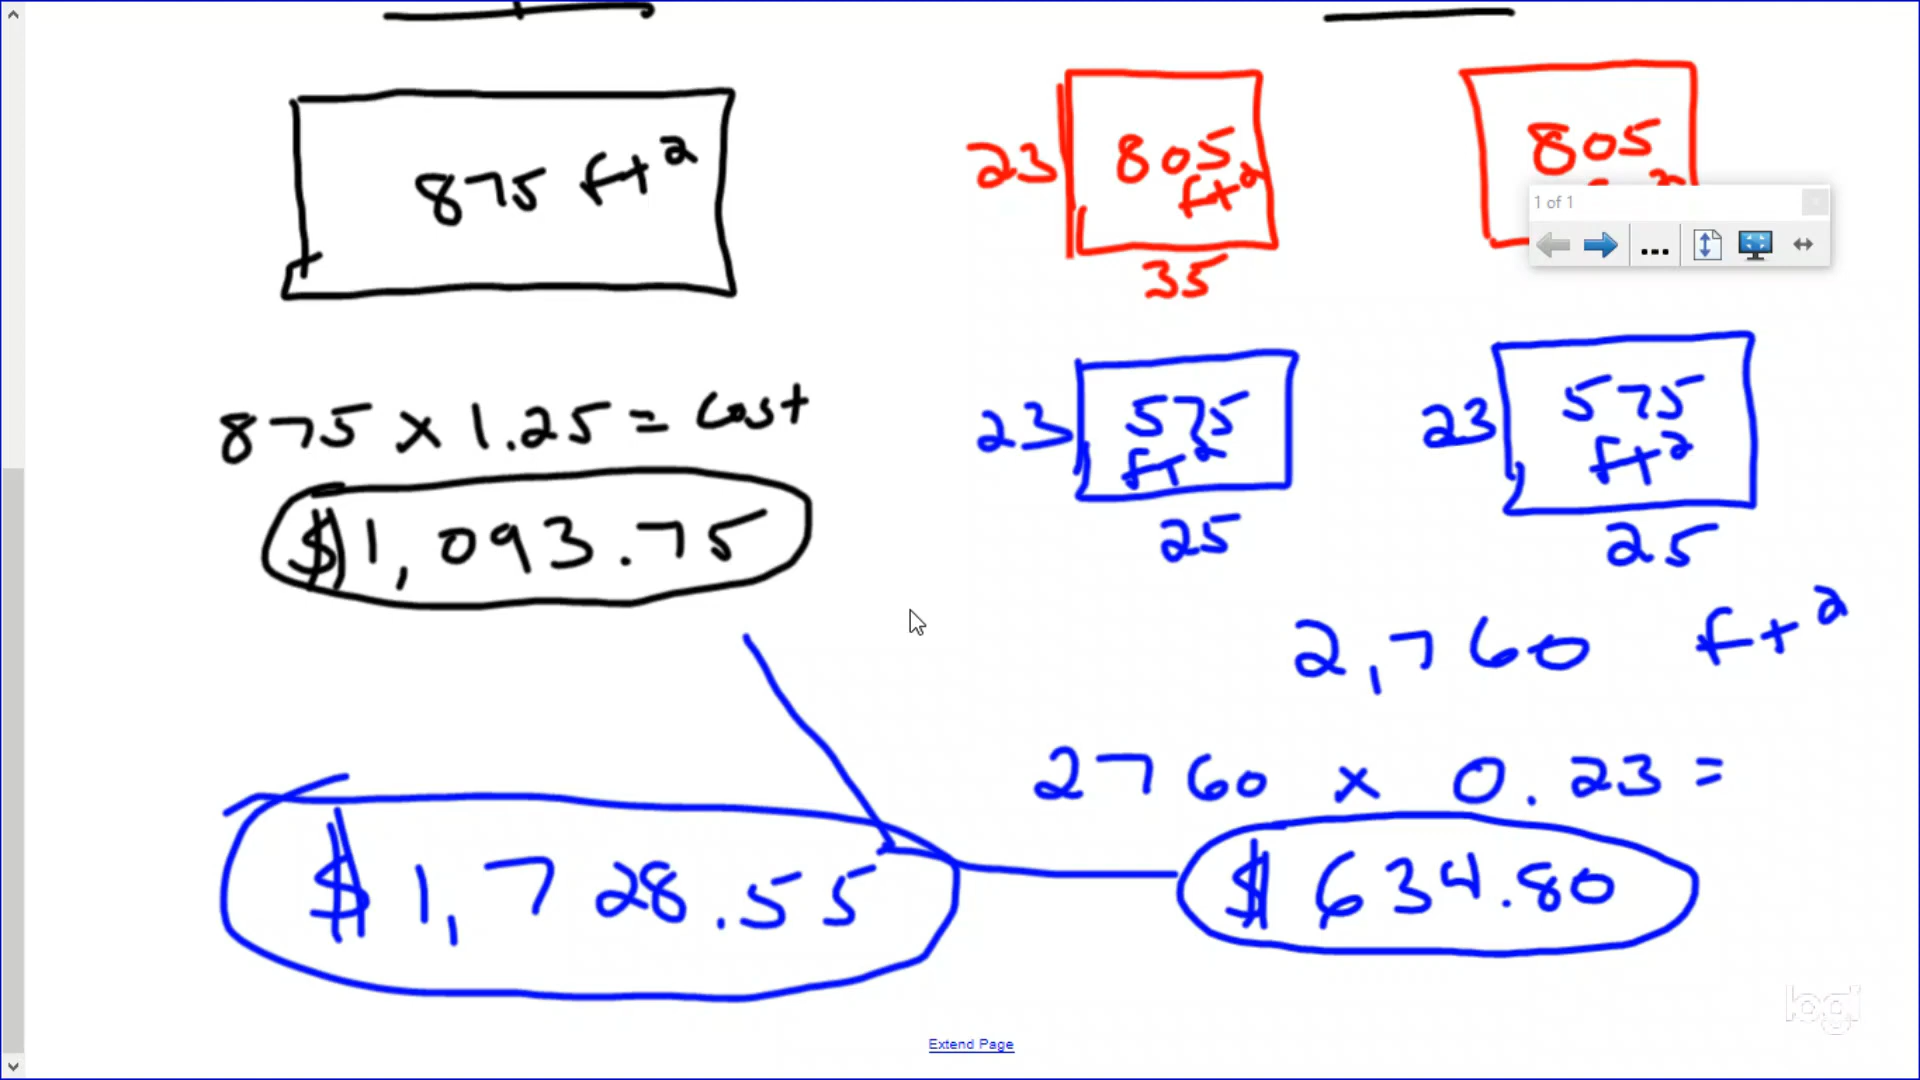 875 ft²
875 x 1.25 = cost
$1,093.75
$1,728.55
23
805
ft²
35
805
1 of 1
...
23
575
ft²
25
23
575
ft²
25
2,760 ft²
2760 x 0.23 =
$634.80
Extend Page
logi